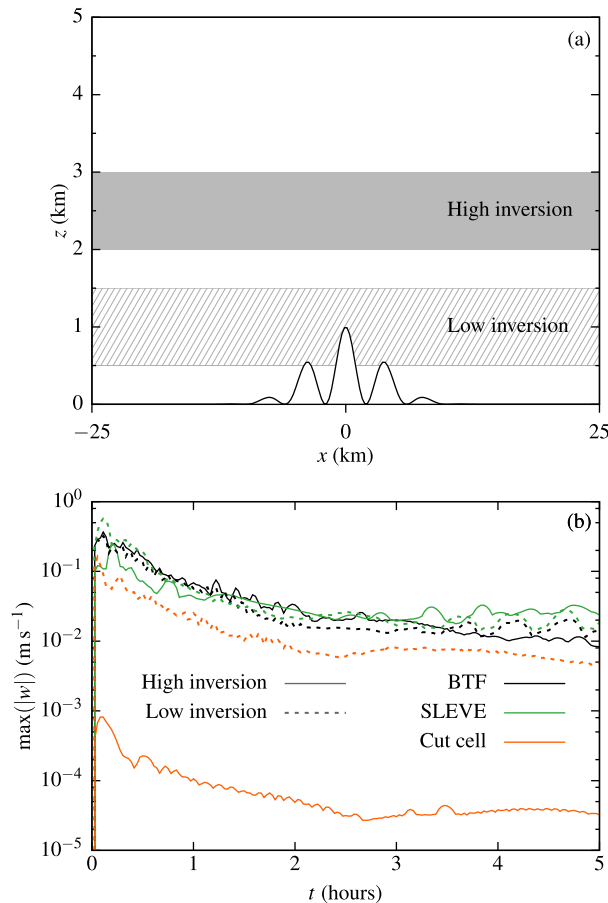 (a)
5
4
3
2
1
0
z (km)
High inversion
Low inversion
−25
0
25
x (km)
(b)
10⁰
10⁻¹
10⁻²
10⁻³
10⁻⁴
10⁻⁵
max(|w|) (m s⁻¹)
High inversion
Low inversion
BTF
SLEVE
Cut cell
0
1
2
3
4
5
t (hours)